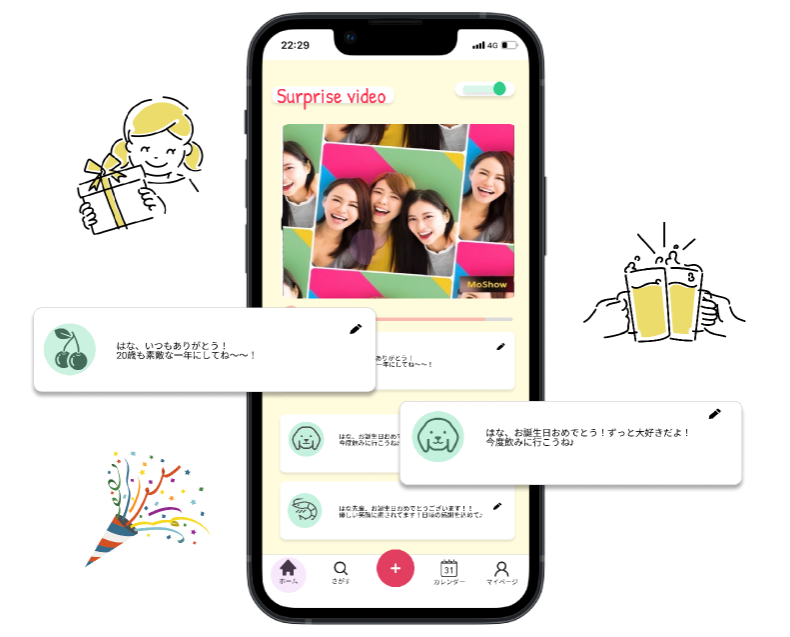 22:29
4G
Surprise video
MoShow
はな、いつもありがとう！
20歳も素敵な一年にしてね〜〜！
ありがとう！
一年にしてね〜〜！
はな、お誕生日おめでとう！ずっと大好きだよ！
今度飲みに行こうね♪
はな、お誕生日おめで
今度飲みに行こうね♪
はな先輩、お誕生日おめでとうございます！！
優しい笑顔に癒されてます！日頃の感謝を込めて♪
31
ホーム
さがす
+
カレンダー
マイページ